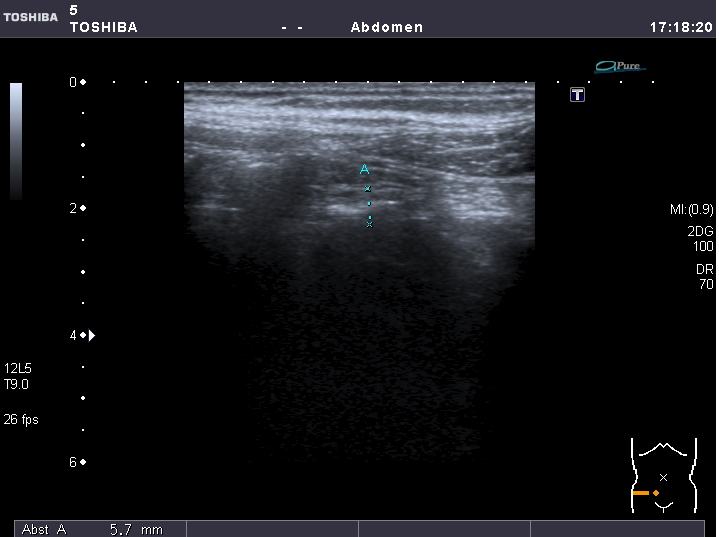 TOSHIBA
5
TOSHIBA - - Abdomen 17:18:20
aPure
T
0
A
2
MI:(0.9)
2DG
100
DR
70
4
12L5
T9.0
26 fps
6
Abst A 5.7 mm